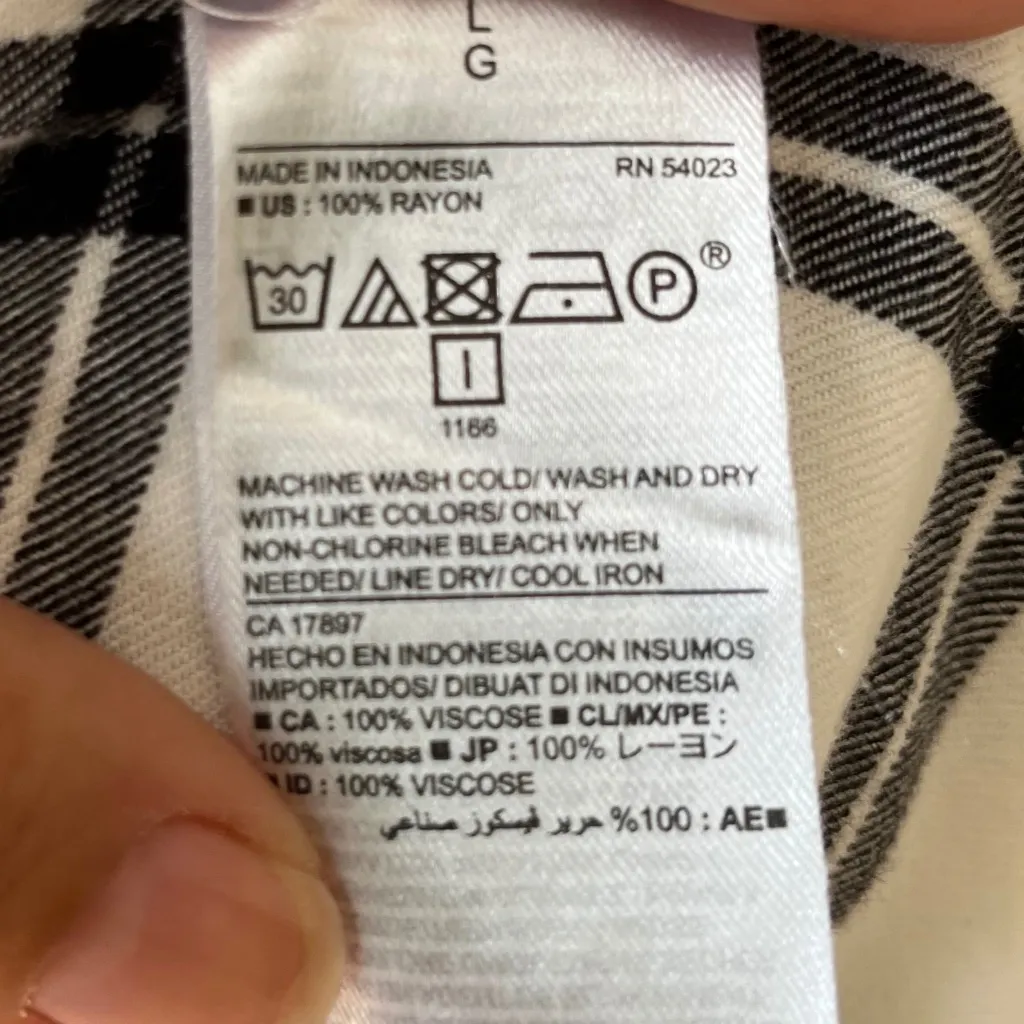 L
G
MADE IN INDONESIA RN 54023
■ US : 100% RAYON
30 P ®
1166
MACHINE WASH COLD/ WASH AND DRY
WITH LIKE COLORS/ ONLY
NON-CHLORINE BLEACH WHEN
NEEDED/ LINE DRY/ COOL IRON
CA 17897
HECHO EN INDONESIA CON INSUMOS
IMPORTADOS/ DIBUAT DI INDONESIA
■ CA : 100% VISCOSE ■ CL/MX/PE :
100% viscosa ■ JP : 100% レーヨン
ID : 100% VISCOSE
■AE : 100% حرير فيسكوز صناعي